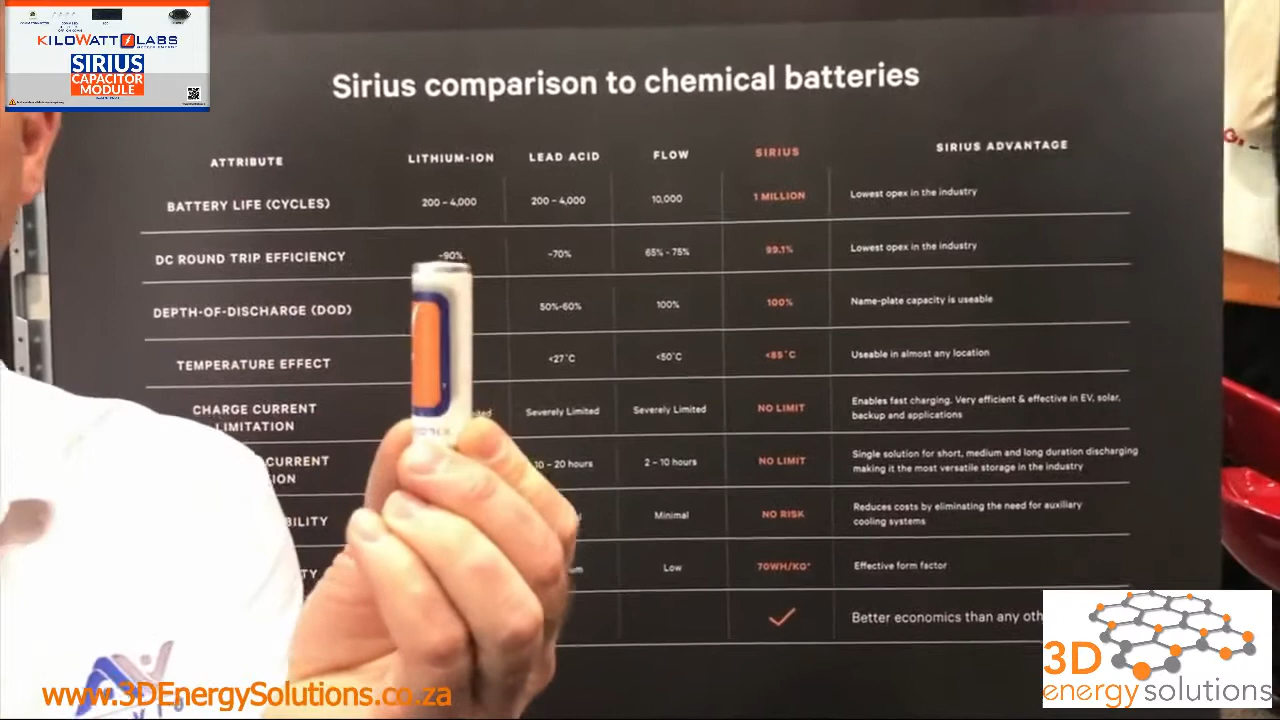 KILOWATT LABS
SIRIUS
CAPACITOR
MODULE
Sirius comparison to chemical batteries
ATTRIBUTE LITHIUM-ION LEAD ACID FLOW SIRIUS SIRIUS ADVANTAGE
BATTERY LIFE (CYCLES) 200 – 4,000 200 – 4,000 10,000 1 MILLION Lowest opex in the industry
DC ROUND TRIP EFFICIENCY ~90% ~70% 65% - 75% 99.1% Lowest opex in the industry
DEPTH-OF-DISCHARGE (DOD) 50%-60% 100% 100% Name-plate capacity is useable
TEMPERATURE EFFECT <27°C <50°C <85°C Useable in almost any location
CHARGE CURRENT
LIMITATION
Severely Limited Severely Limited NO LIMIT
Enables fast charging. Very efficient & effective in EV, solar,
backup and applications
CURRENT
10 – 20 hours 2 – 10 hours NO LIMIT
Single solution for short, medium and long duration discharging
making it the most versatile storage in the industry
Minimal NO RISK
Reduces costs by eliminating the need for auxiliary
cooling systems
Low 70WH/KG* Effective form factor
Better economics than any
www.3DEnergySolutions.co.za
3D
energy solutions